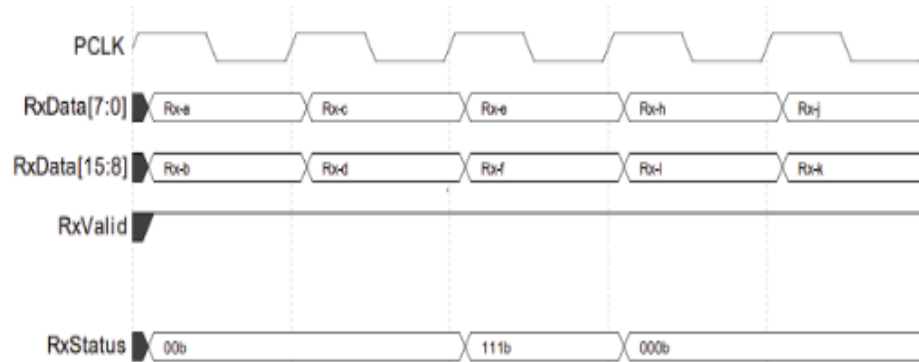 PCLK
RxData[7:0] Rx-a Rx-c Rx-e Rx-h Rx-j
RxData[15:8] Rx-b Rx-d Rx-f Rx-l Rx-k
RxValid
RxStatus 00b 111b 000b